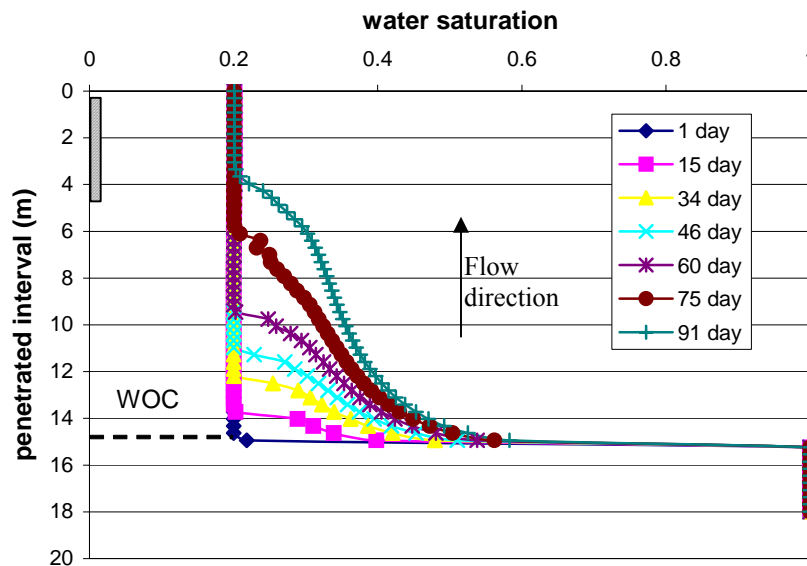 water saturation
0 0.2 0.4 0.6 0.8
penetrated interval (m)
0
2
4
6
8
10
12
14
16
18
20
WOC
Flow
direction
1 day
15 day
34 day
46 day
60 day
75 day
91 day